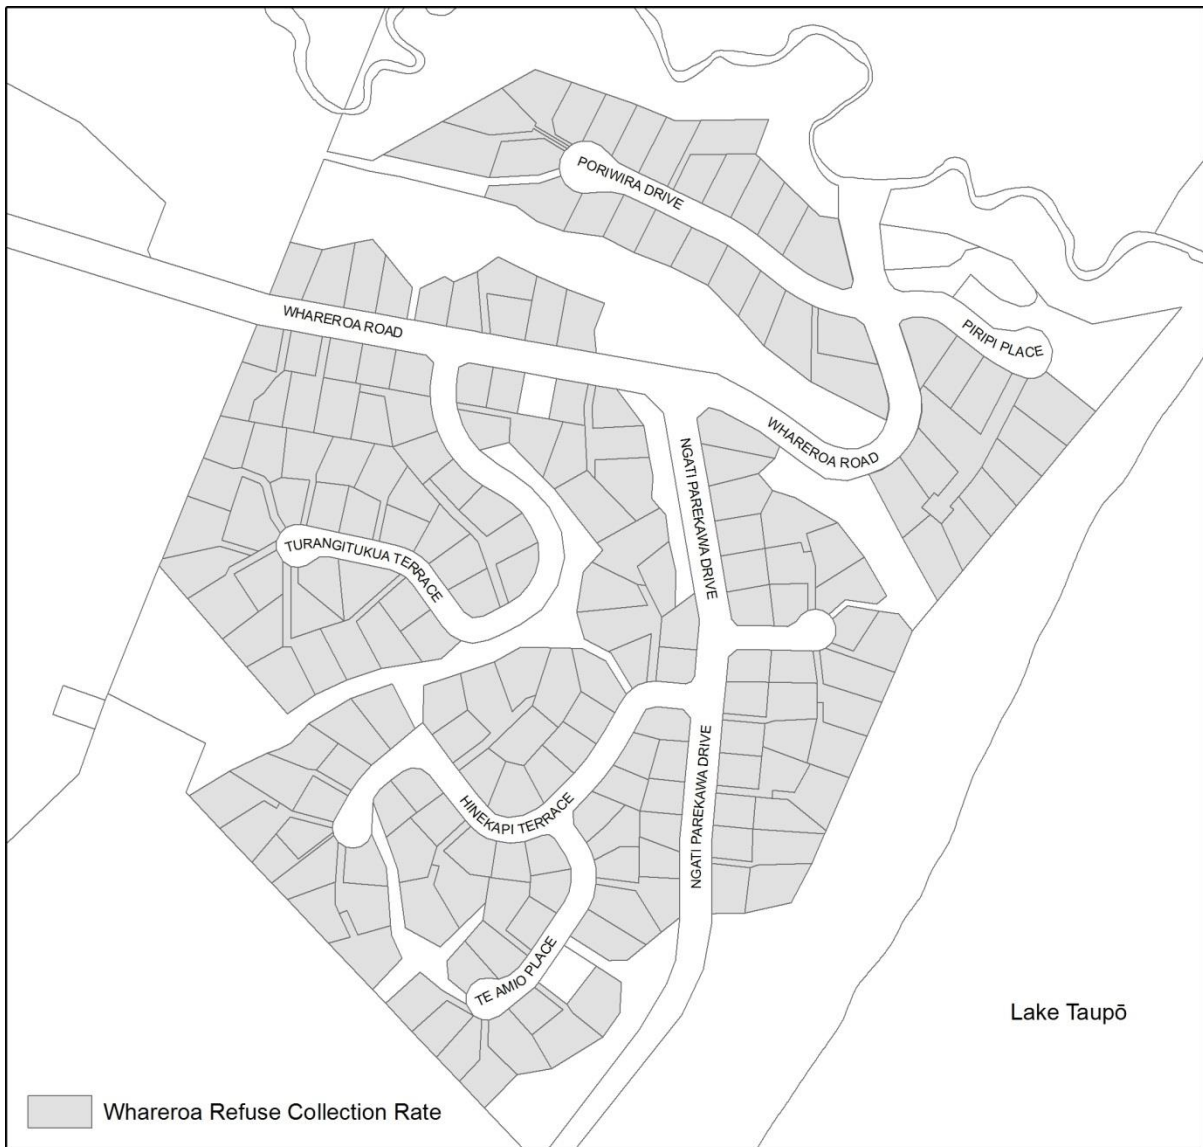 PORIWIRA DRIVE
WHAREROA ROAD
PIRIPI PLACE
WHAREROA ROAD
NGATI PAREKAWA DRIVE
TURANGITUKUA TERRACE
NGATI PAREKAWA DRIVE
HINEKAPI TERRACE
TE AMIO PLACE
Lake Taupō
Whareroa Refuse Collection Rate